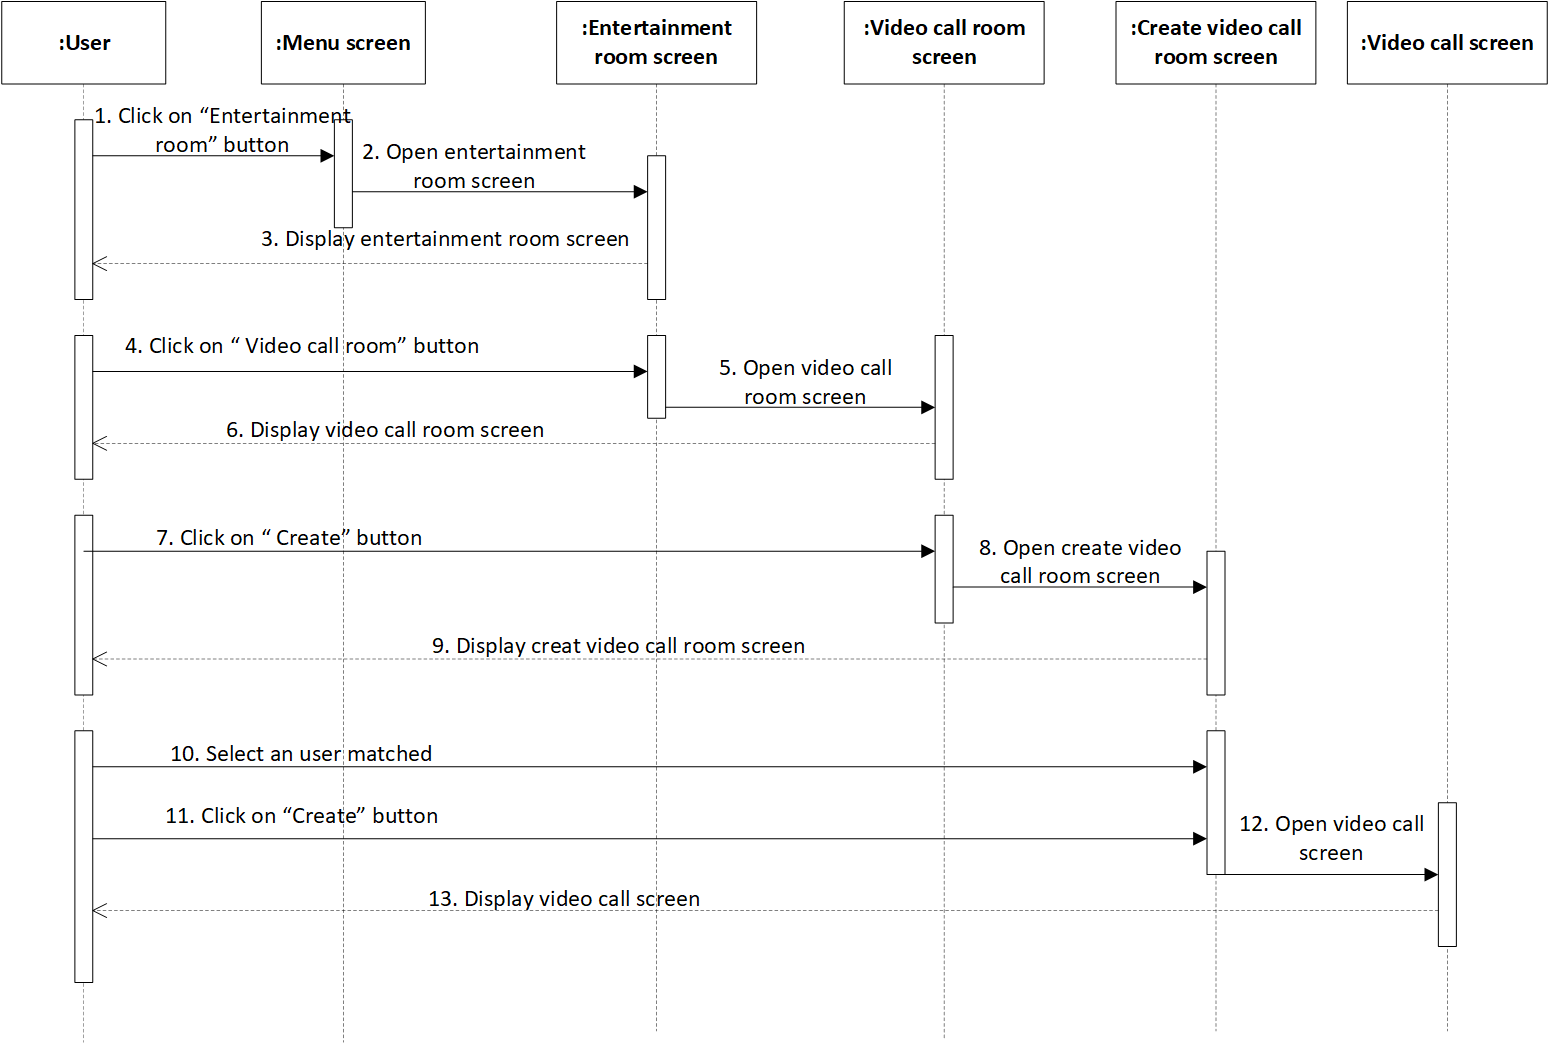 :User
:Menu screen
:Entertainment
room screen
:Video call room
screen
:Create video call
room screen
:Video call screen
1. Click on “Entertainment
room” button
2. Open entertainment
room screen
3. Display entertainment room screen
4. Click on “ Video call room” button
5. Open video call
room screen
6. Display video call room screen
7. Click on “ Create” button
8. Open create video
call room screen
9. Display creat video call room screen
10. Select an user matched
11. Click on “Create” button
12. Open video call
screen
13. Display video call screen